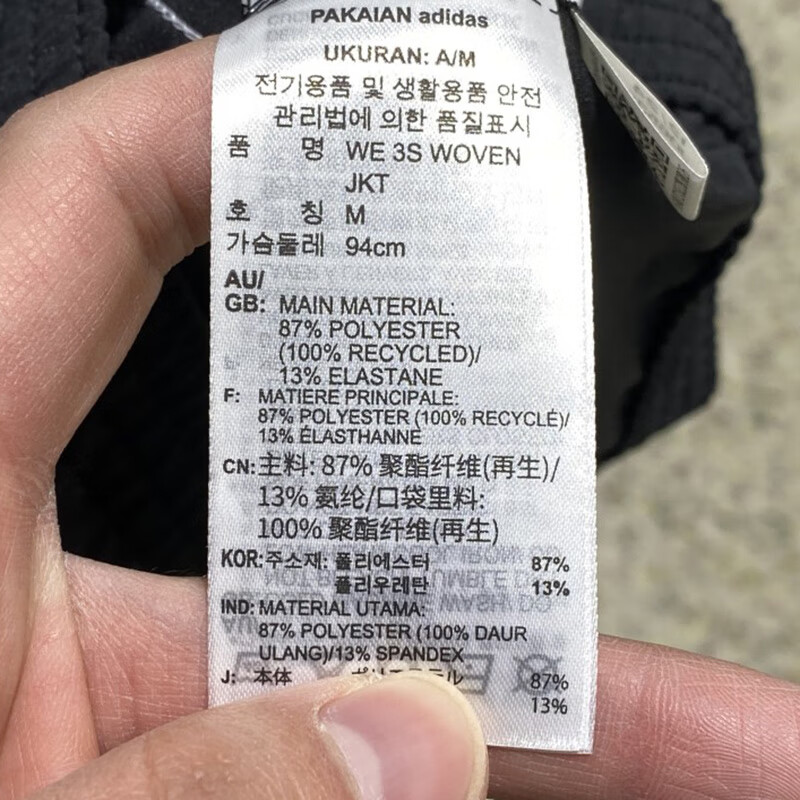 PAKAIAN adidas
UKURAN: A/M
전기용품 및 생활용품 안전
관리법에 의한 품질표시
품 명 WE 3S WOVEN
JKT
호 칭 M
가슴둘레 94cm
AU/
GB: MAIN MATERIAL:
87% POLYESTER
(100% RECYCLED)/
13% ELASTANE
F: MATIERE PRINCIPALE:
87% POLYESTER (100% RECYCLÉ)/
13% ÉLASTHANNE
CN: 主料: 87% 聚酯纤维(再生)/
13% 氨纶/口袋里料:
100% 聚酯纤维(再生)
KOR: 주소재: 폴리에스터 87%
폴리우레탄 13%
IND: MATERIAL UTAMA:
87% POLYESTER (100% DAUR
ULANG)/13% SPANDEX
J: 本体 87%
13%